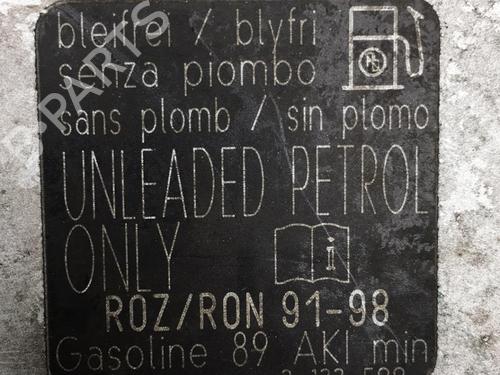 bleifrei / blyfri
senza piombo
sans plomb / sin plomo
UNLEADED PETROL
ONLY
ROZ/RON 91-98
Gasoline 89 AKI min
B-PARTS